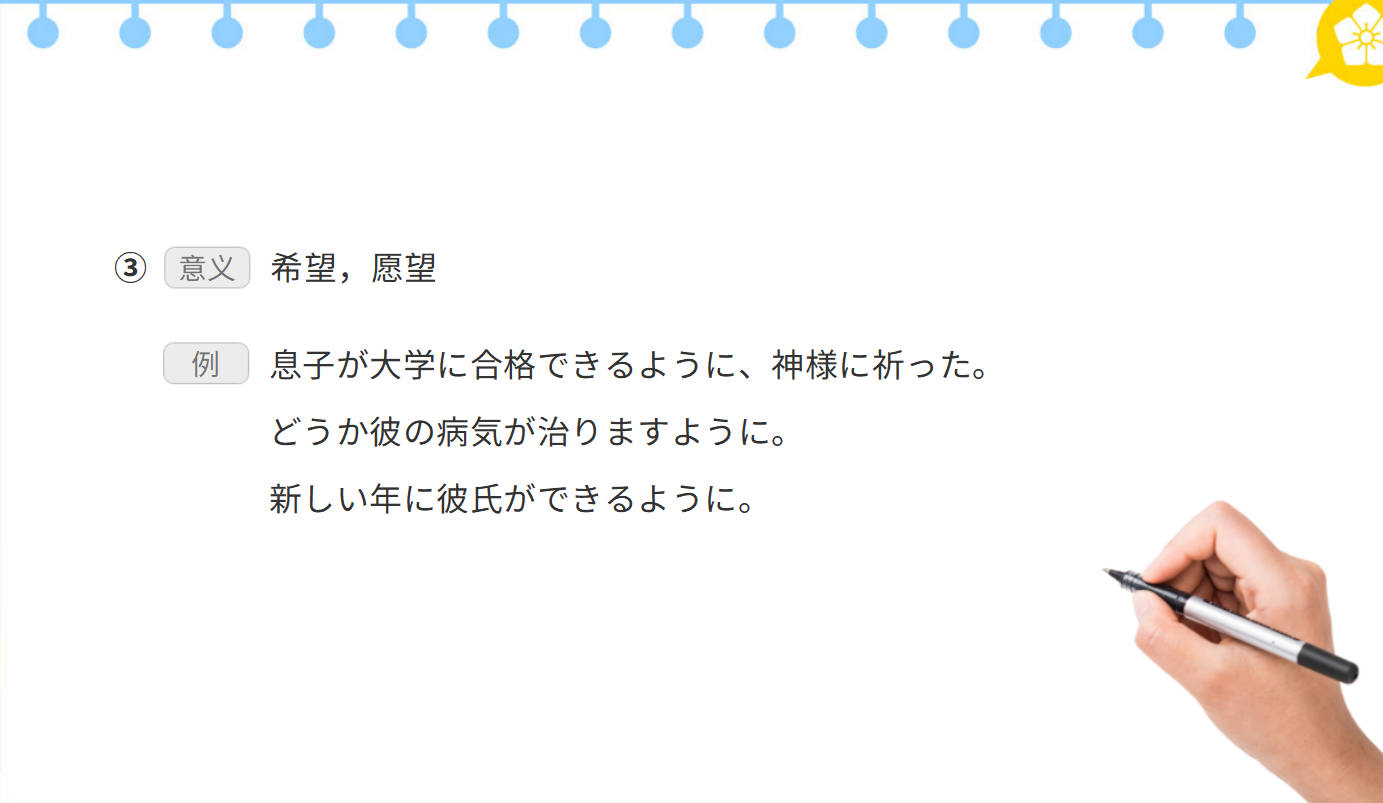 ③ 意义 希望，愿望
例 息子が大学に合格できるように、神様に祈った。
どうか彼の病気が治りますように。
新しい年に彼氏ができるように。